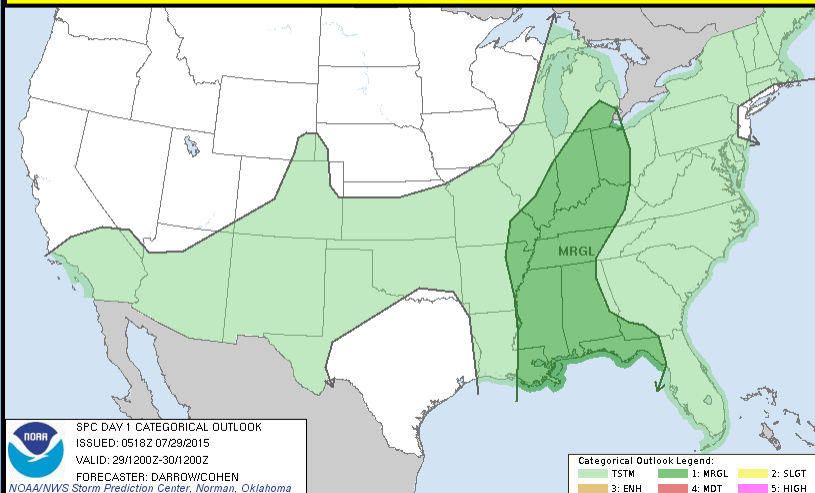 MRGL
SPC DAY 1 CATEGORICAL OUTLOOK
ISSUED: 0518Z 07/29/2015
VALID: 29/1200Z-30/1200Z
FORECASTER: DARROW/COHEN
NOAA/NWS Storm Prediction Center, Norman, Oklahoma
NOAA
Categorical Outlook Legend:
TSTM 1: MRGL 2: SLGT
3: ENH 4: MDT 5: HIGH